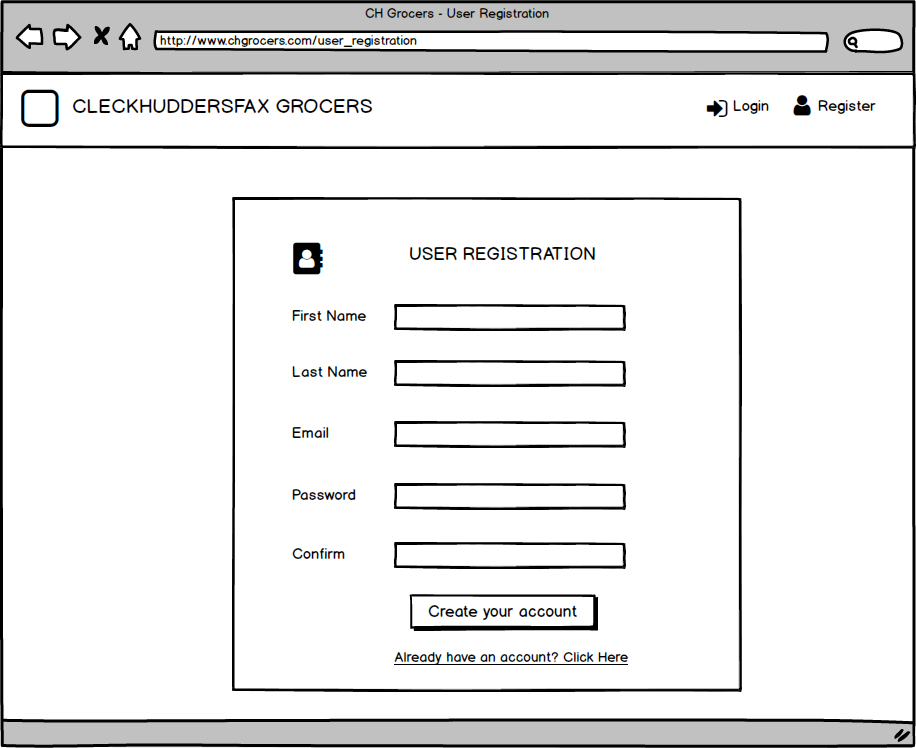 CH Grocers - User Registration
http://www.chgrocers.com/user_registration
CLECKHUDDERSFAX GROCERS
Login
Register
USER REGISTRATION
First Name
Last Name
Email
Password
Confirm
Create your account
Already have an account? Click Here